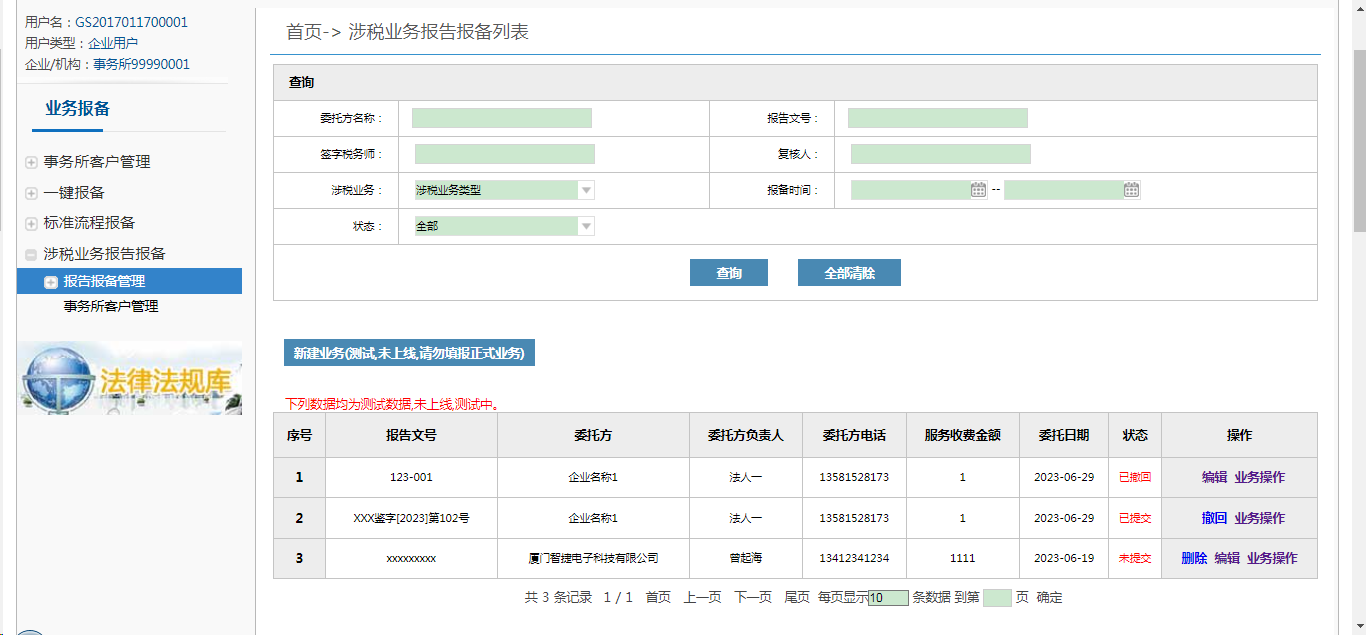 用户名：GS2017011700001
用户类型：企业用户
企业/机构：事务所99990001
业务报备
事务所客户管理
一键报备
标准流程报备
涉税业务报告报备
报告报备管理
事务所客户管理
法律法规库
首页-> 涉税业务报告报备列表
查询
委托方名称： 报告文号：
签字税务师： 复核人：
涉税业务： 涉税业务类型 报备时间： --
状态： 全部
查询 全部清除
新建业务(测试,未上线,请勿填报正式业务)
下列数据均为测试数据,未上线,测试中。
序号 报告文号 委托方 委托方负责人 委托方电话 服务收费金额 委托日期 状态 操作
1 123-001 企业名称1 法人一 13581528173 1 2023-06-29 已撤回 编辑 业务操作
2 XXX鉴字[2023]第102号 企业名称1 法人一 13581528173 1 2023-06-29 已提交 撤回 业务操作
3 xxxxxxxxx 厦门智捷电子科技有限公司 曾起海 13412341234 1111 2023-06-19 未提交 删除 编辑 业务操作
共 3 条记录 1 / 1 首页 上一页 下一页 尾页 每页显示10 条数据 到第 页 确定